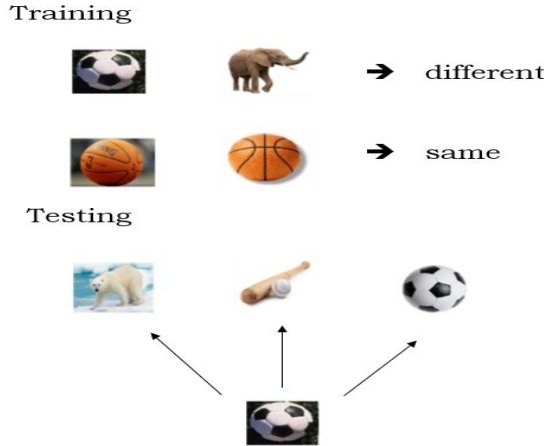 Training
➔ different
➔ same
Testing